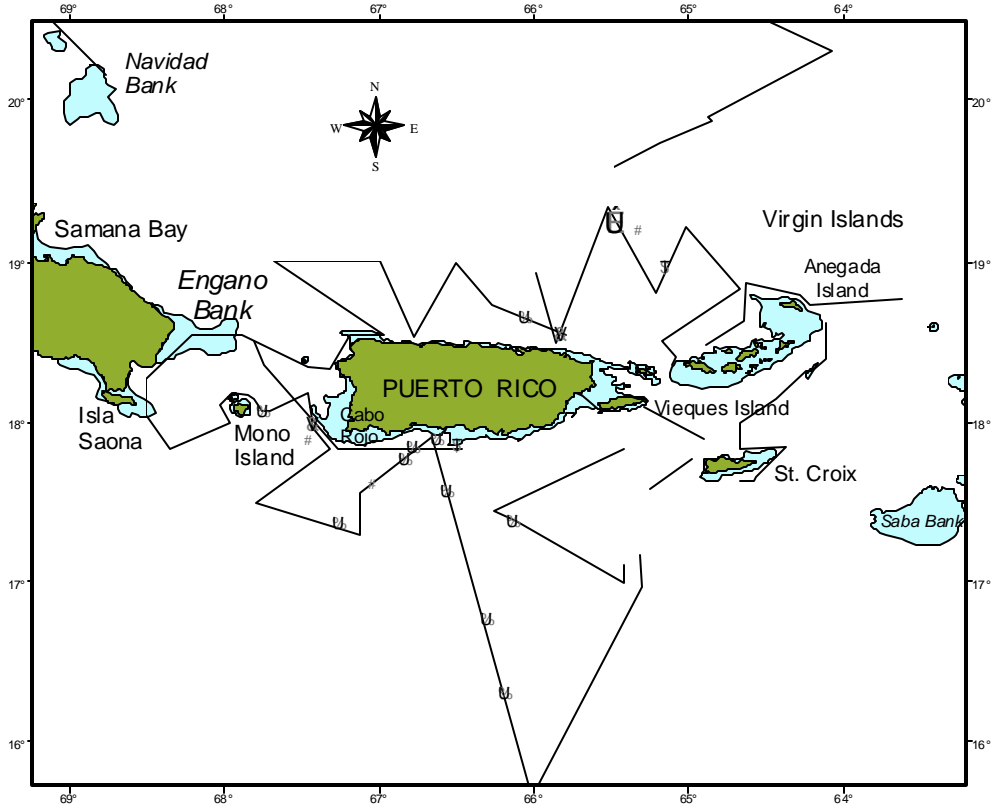 69° 68° 67° 66° 65° 64°
Navidad
Bank
20° 20°
N
W E
S
Samana Bay
Virgin Islands
19° 19°
Engano
Bank
Anegada
Island
PUERTO RICO
Isla
Saona
Cabo
Rojo
Vieques Island
18° 18°
Mono
Island
St. Croix
Saba Bank
17° 17°
16° 16°
69° 68° 67° 66° 65° 64°